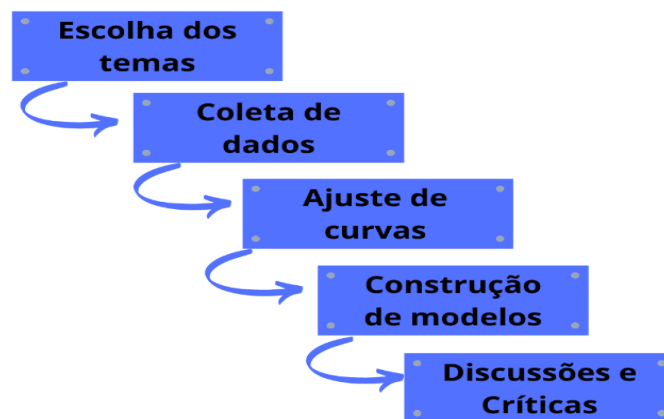 Escolha dos
temas
Coleta de
dados
Ajuste de
curvas
Construção
de modelos
Discussões e
Críticas